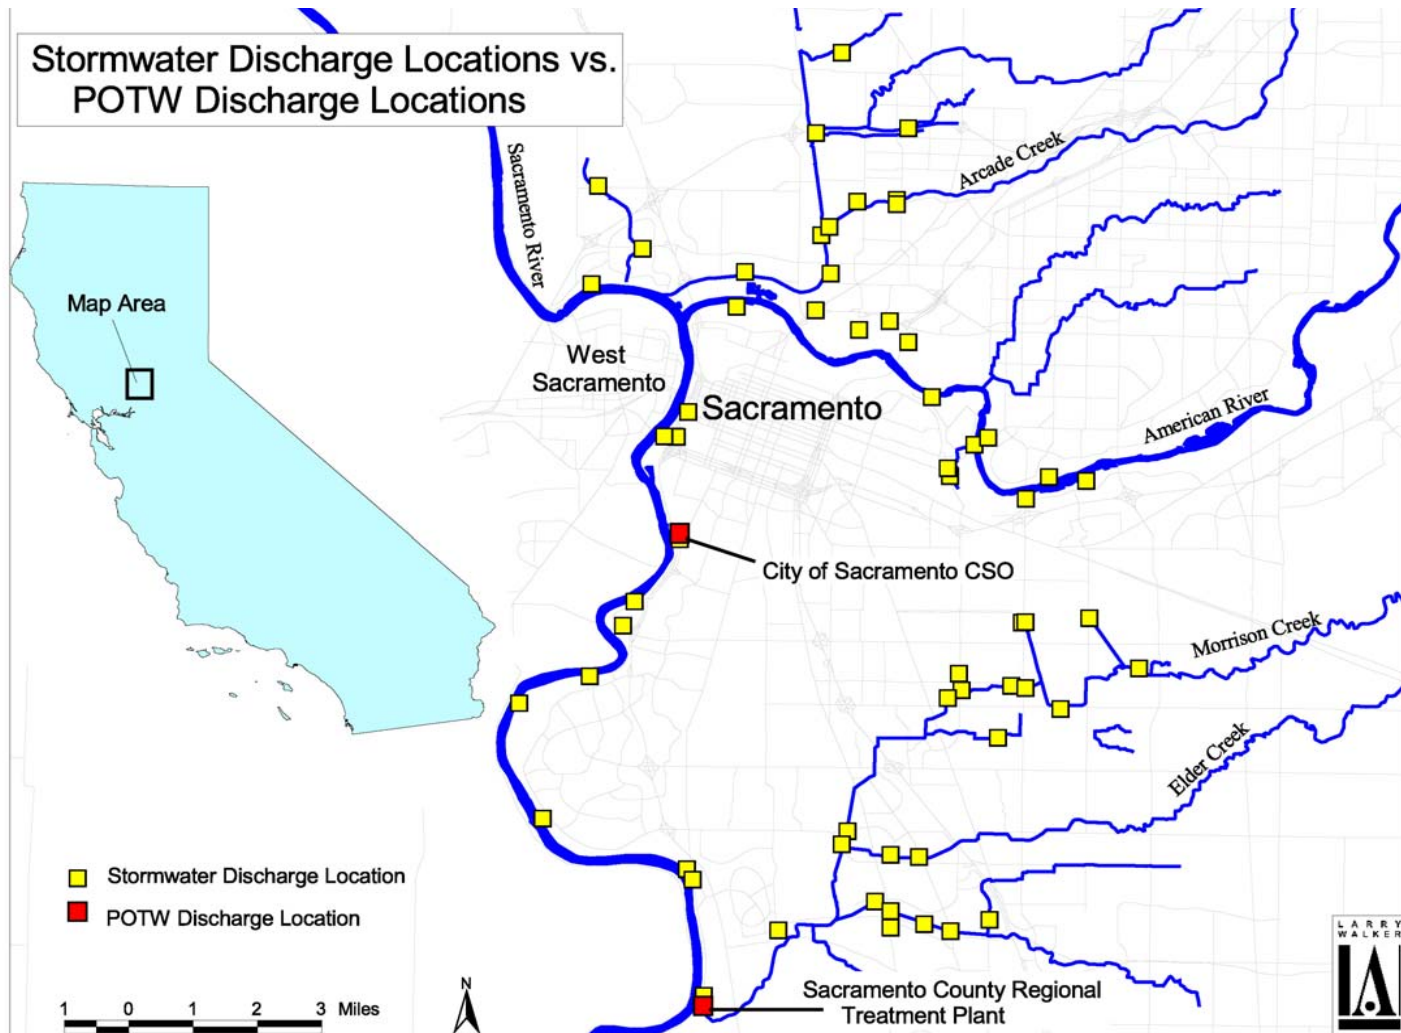 Stormwater Discharge Locations vs.
POTW Discharge Locations
Sacramento River
Arcade Creek
Map Area
West
Sacramento
Sacramento
American River
City of Sacramento CSO
Morrison Creek
Elder Creek
Stormwater Discharge Location
POTW Discharge Location
1 0 1 2 3 Miles
N
Sacramento County Regional
Treatment Plant
LARRY
WALKER